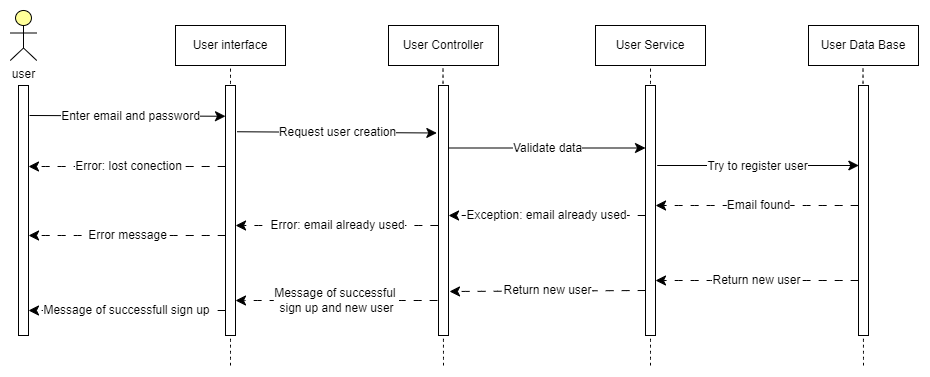 User interface
User Controller
User Service
User Data Base
user
Enter email and password
Request user creation
Validate data
Try to register user
Error: lost conection
Email found
Exception: email already used
Error: email already used
Error message
Return new user
Return new user
Message of successful
sign up and new user
Message of successfull sign up